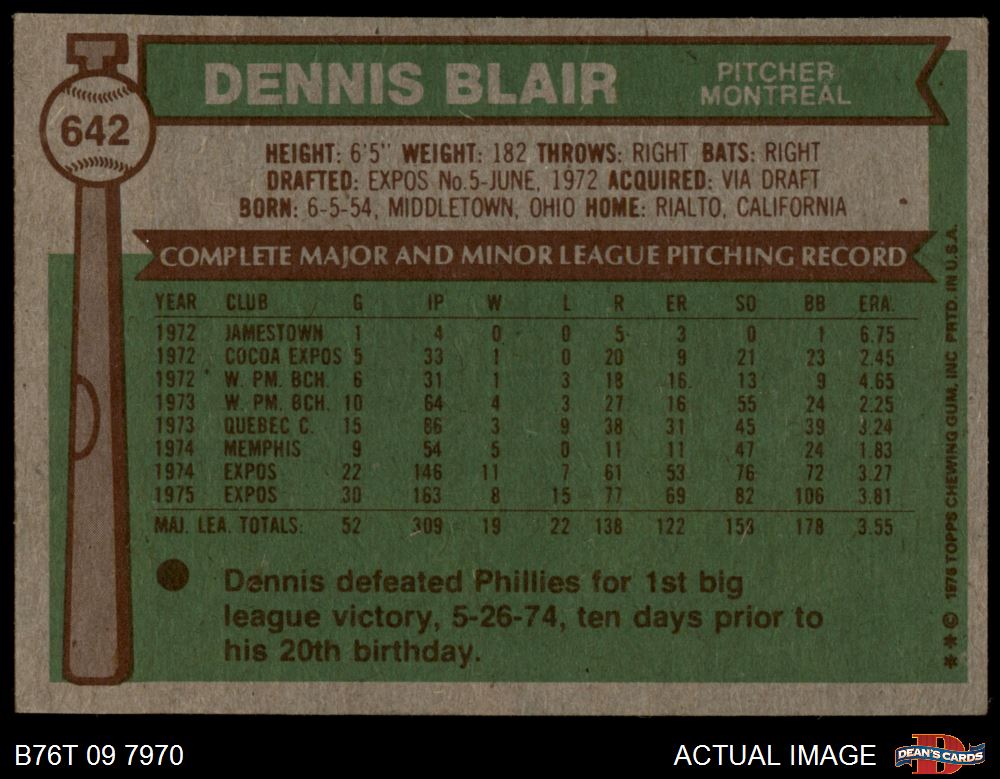 642
DENNIS BLAIR
PITCHER
MONTREAL
HEIGHT: 6'5" WEIGHT: 182 THROWS: RIGHT BATS: RIGHT
DRAFTED: EXPOS No.5-JUNE, 1972 ACQUIRED: VIA DRAFT
BORN: 6-5-54, MIDDLETOWN, OHIO HOME: RIALTO, CALIFORNIA
COMPLETE MAJOR AND MINOR LEAGUE PITCHING RECORD
YEAR CLUB G IP W L R ER SO BB ERA.
1972 JAMESTOWN 1 4 0 0 5 3 0 1 6.75
1972 COCOA EXPOS 5 33 1 0 20 9 21 23 2.45
1972 W. PM. BCH. 6 31 1 3 18 16 13 9 4.65
1973 W. PM. BCH. 10 64 4 3 27 16 55 24 2.25
1973 QUEBEC C. 15 86 3 9 38 31 45 39 3.24
1974 MEMPHIS 9 54 5 0 11 11 47 24 1.83
1974 EXPOS 22 146 11 7 61 53 76 72 3.27
1975 EXPOS 30 163 8 15 77 69 82 106 3.81
MAJ. LEA. TOTALS: 52 309 19 22 138 122 158 178 3.55
Dennis defeated Phillies for 1st big
league victory, 5-26-74, ten days prior to
his 20th birthday.
** © 1976 TOPPS CHEWING GUM, INC PRTD. IN U.S.A.
B76T 09 7970
ACTUAL IMAGE
DEAN'S CARDS